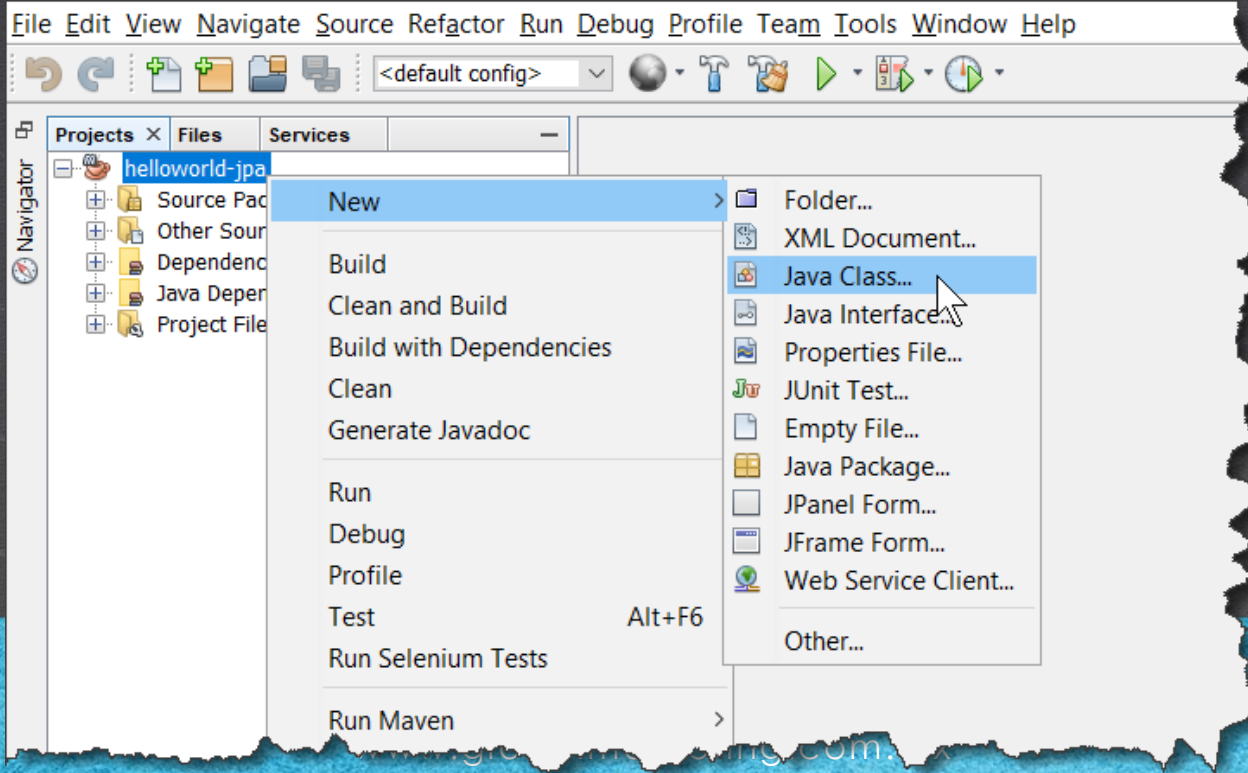 File Edit View Navigate Source Refactor Run Debug Profile Team Tools Window Help
<default config>
Projects Files Services
Navigator
helloworld-jpa
Source Pac
Other Sour
Dependenc
Java Deper
Project File
New
Build
Clean and Build
Build with Dependencies
Clean
Generate Javadoc
Run
Debug
Profile
Test Alt+F6
Run Selenium Tests
Run Maven
Folder...
XML Document...
Java Class...
Java Interface...
Properties File...
JUnit Test...
Empty File...
Java Package...
JPanel Form...
JFrame Form...
Web Service Client...
Other...